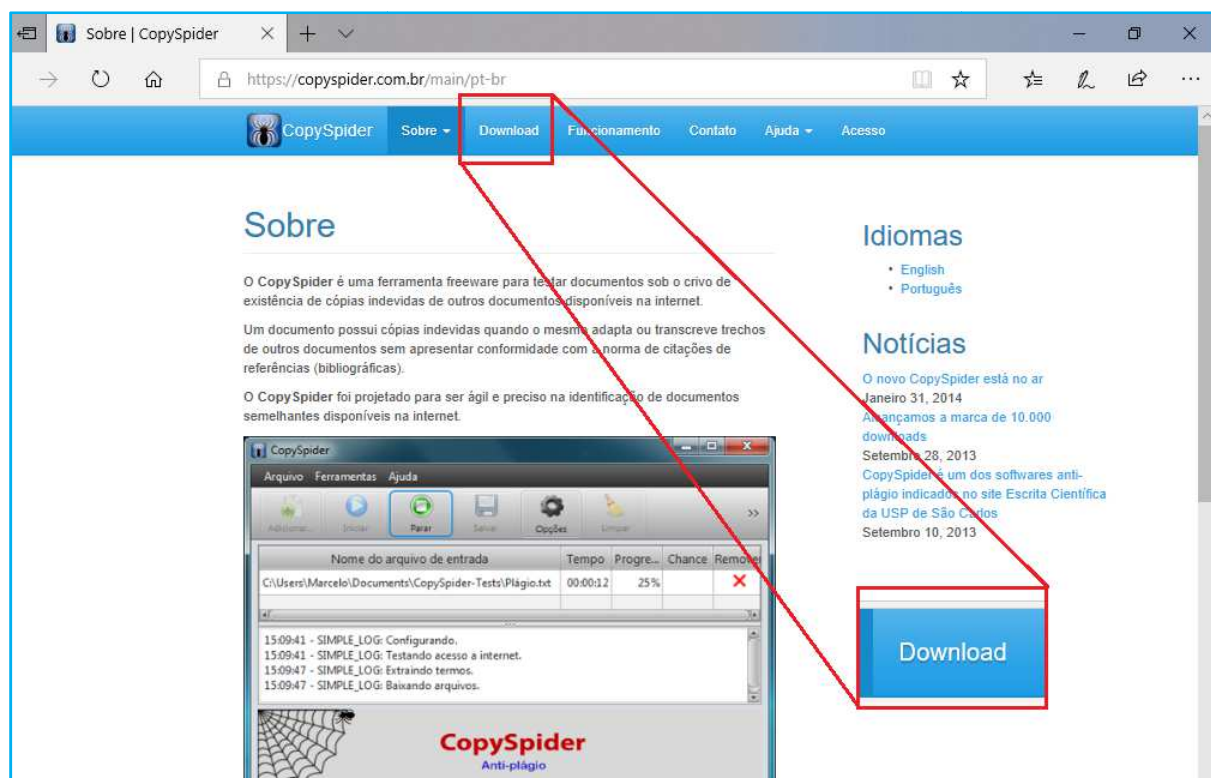 Sobre | CopySpider
https://copyspider.com.br/main/pt-br
CopySpider Sobre Download Funcionamento Contato Ajuda Acesso
Sobre
O CopySpider é uma ferramenta freeware para testar documentos sob o crivo de
existência de cópias indevidas de outros documentos disponíveis na internet.
Um documento possui cópias indevidas quando o mesmo adapta ou transcreve trechos
de outros documentos sem apresentar conformidade com a norma de citações de
referências (bibliográficas).
O CopySpider foi projetado para ser ágil e preciso na identificação de documentos
semelhantes disponíveis na internet.
CopySpider
Arquivo Ferramentas Ajuda
Adicionar... Iniciar Parar Salvar Opções Limpar
Nome do arquivo de entrada Tempo Progre... Chance Remover
C:\Users\Marcelo\Documents\CopySpider-Tests\Plágio.txt 00:00:12 25%
15:09:41 - SIMPLE_LOG: Configurando.
15:09:41 - SIMPLE_LOG: Testando acesso a internet.
15:09:47 - SIMPLE_LOG: Extraindo termos.
15:09:47 - SIMPLE_LOG: Baixando arquivos.
CopySpider
Anti-plágio
Idiomas
English
Português
Notícias
O novo CopySpider está no ar
Janeiro 31, 2014
Alcançamos a marca de 10.000
downloads
Setembro 28, 2013
CopySpider é um dos softwares anti-
plágio indicados no site Escrita Científica
da USP de São Carlos
Setembro 10, 2013
Download